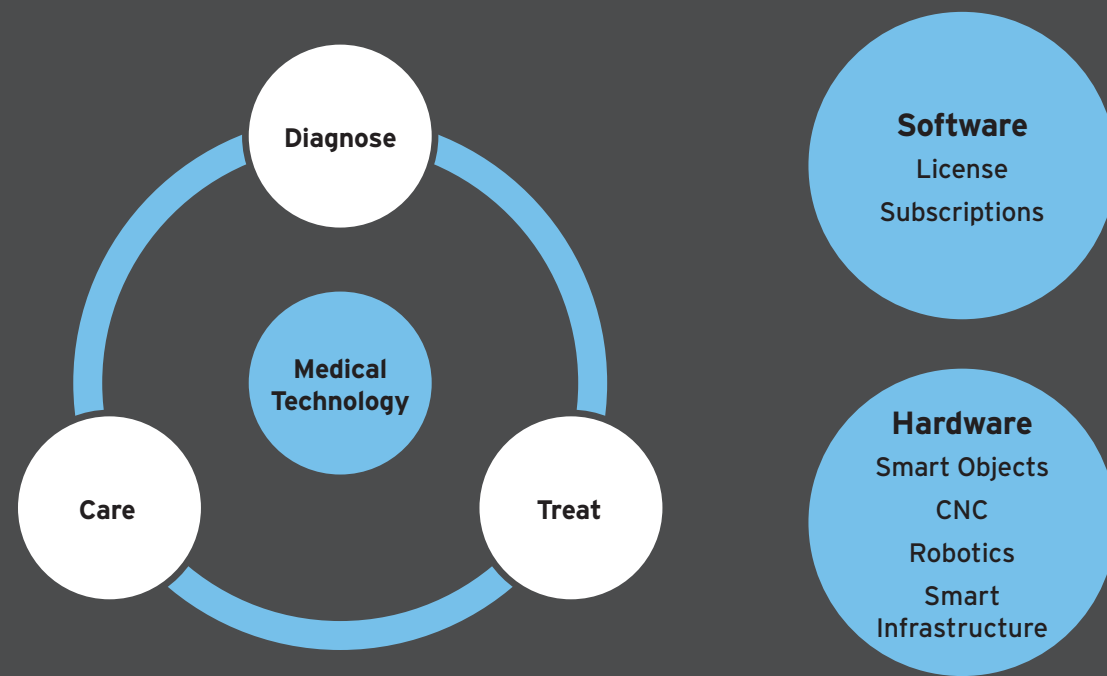 Diagnose
Medical
Technology
Care
Treat
Software
License
Subscriptions
Hardware
Smart Objects
CNC
Robotics
Smart
Infrastructure